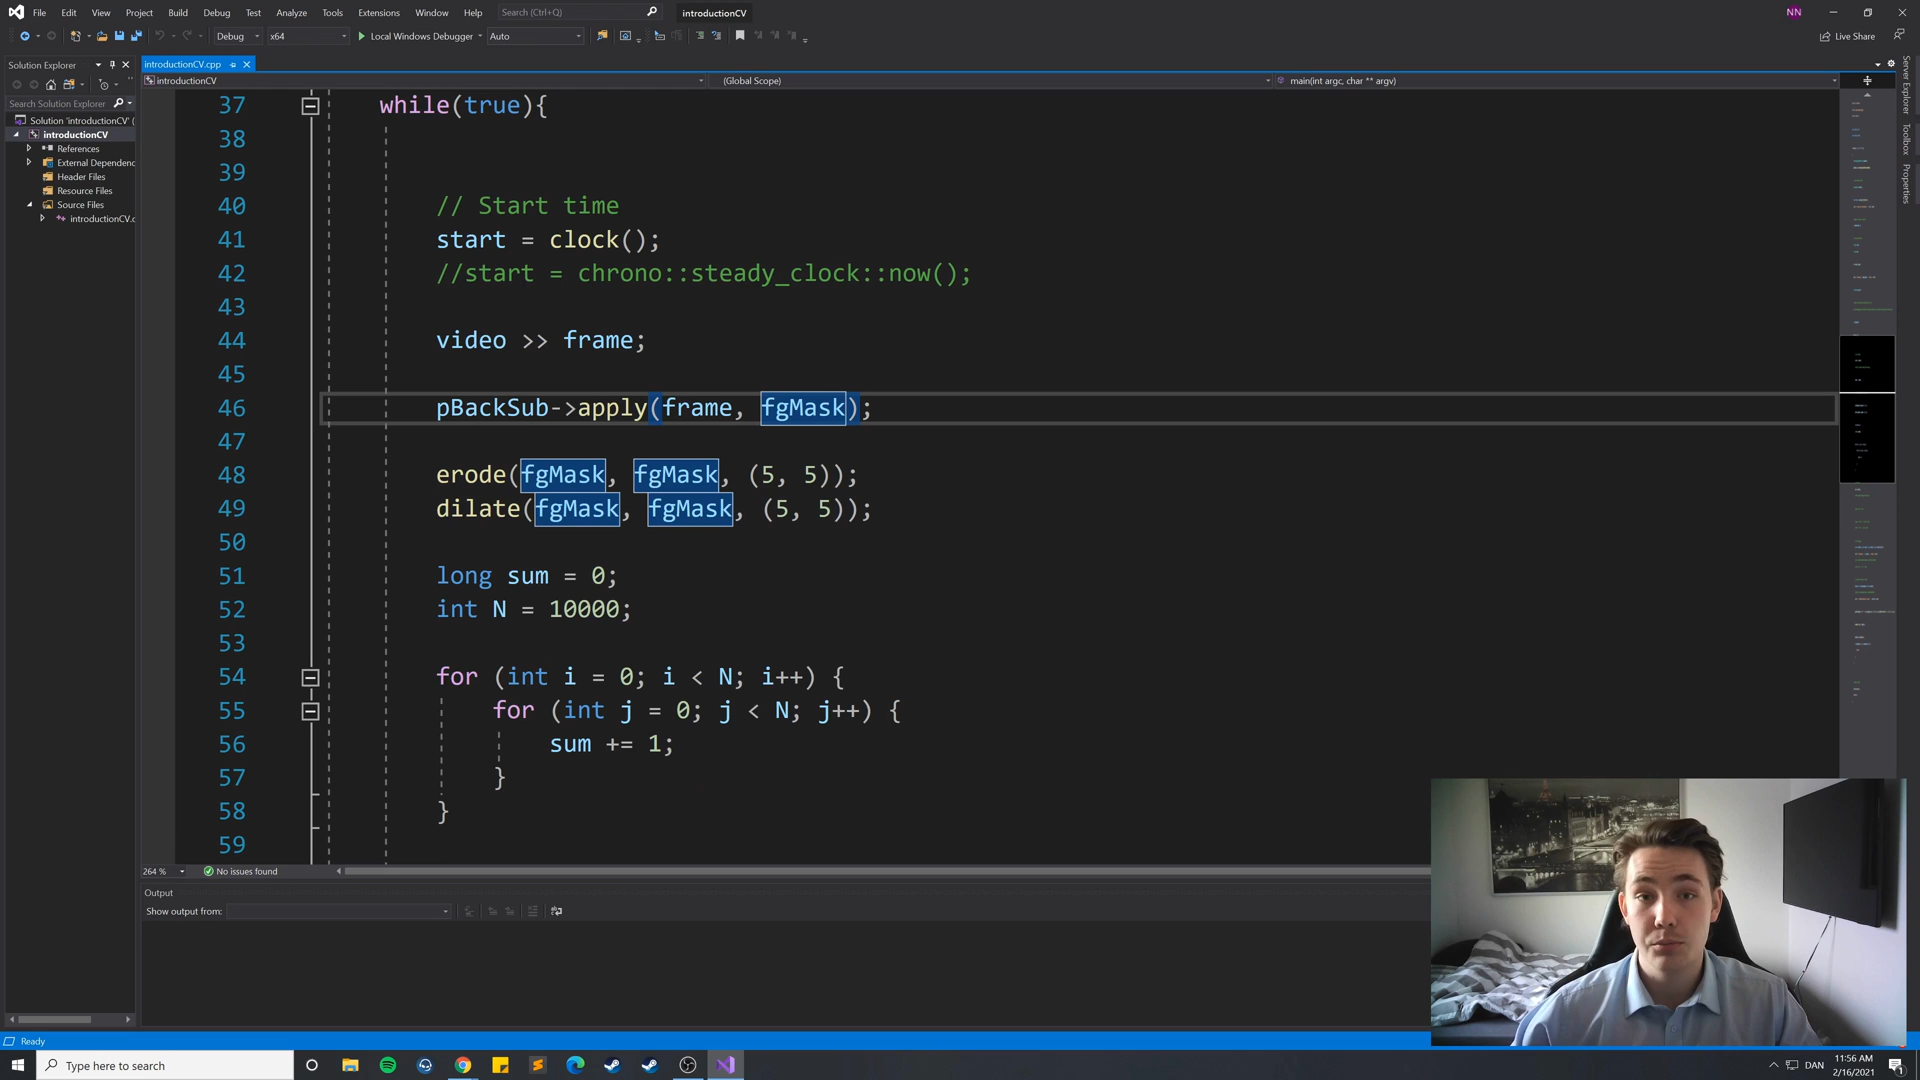 File Edit View Project Build Debug Test Analyze Tools Extensions Window Help Search (Ctrl+Q) introductionCV NN
Debug x64 Local Windows Debugger Auto Live Share
Solution Explorer
introductionCV.cpp
introductionCV (Global Scope) main(int argc, char ** argv)
Search Solution Explorer
Solution 'introductionCV' (
introductionCV
References
External Dependenc
Header Files
Resource Files
Source Files
introductionCV.c
Server Explorer
Toolbox
Properties
37 while(true){
38
39
40 // Start time
41 start = clock();
42 //start = chrono::steady_clock::now();
43
44 video >> frame;
45
46 pBackSub->apply(frame, fgMask);
47
48 erode(fgMask, fgMask, (5, 5));
49 dilate(fgMask, fgMask, (5, 5));
50
51 long sum = 0;
52 int N = 10000;
53
54 for (int i = 0; i < N; i++) {
55 for (int j = 0; j < N; j++) {
56 sum += 1;
57 }
58 }
59
264 % No issues found
Output
Show output from:
Ready
Type here to search
DAN
11:56 AM
2/16/2021